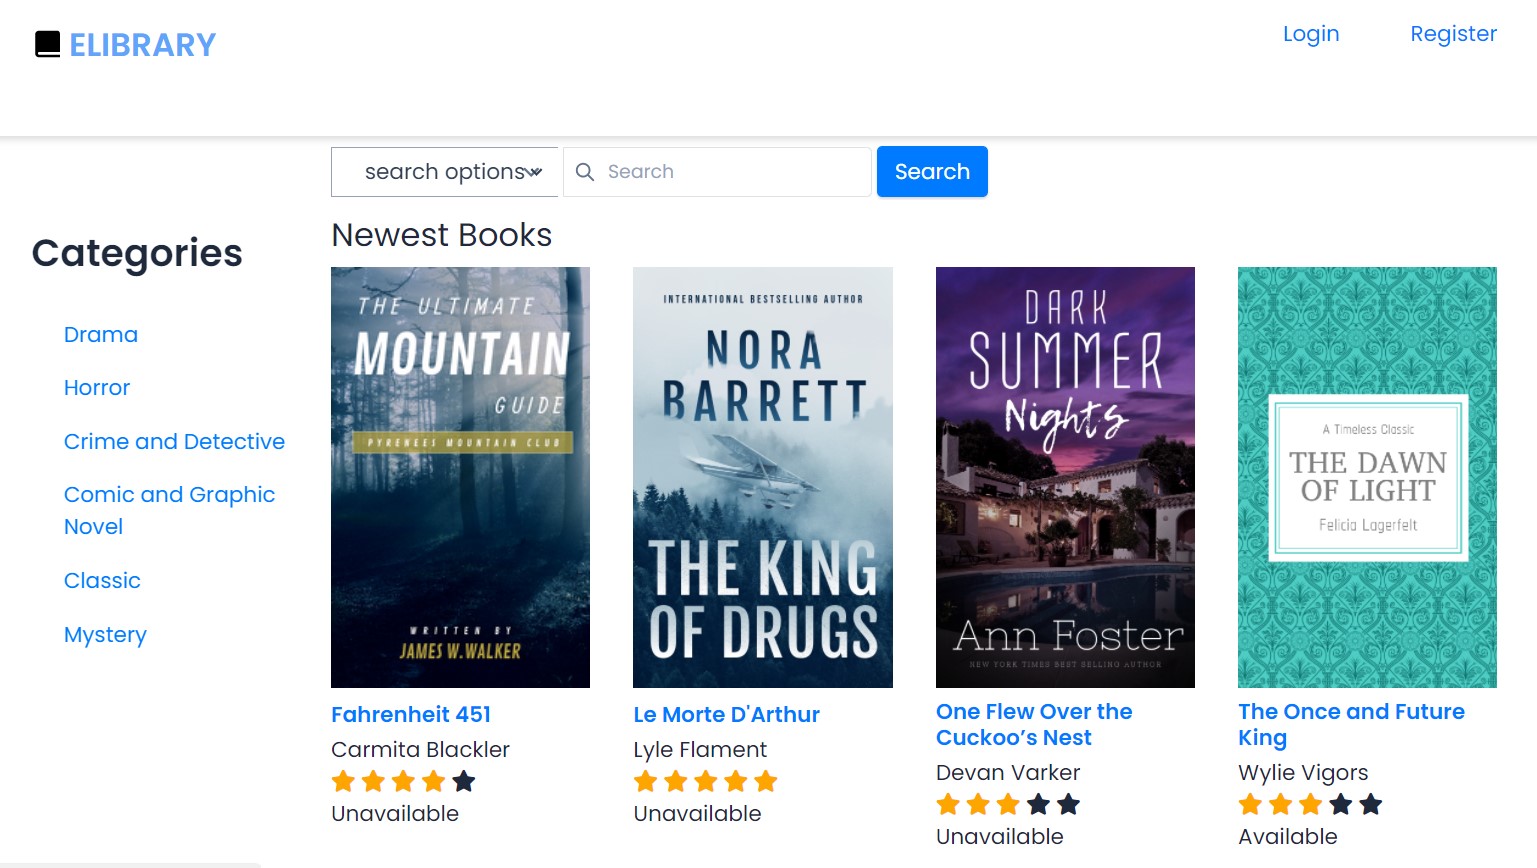 ELIBRARY
Login
Register
search options
Search
Search
Categories
Drama
Horror
Crime and Detective
Comic and Graphic
Novel
Classic
Mystery
Newest Books
THE ULTIMATE
MOUNTAIN
GUIDE
PYRENEES MOUNTAIN CLUB
WRITTEN BY
JAMES W. WALKER
Fahrenheit 451
Carmita Blackler
Unavailable
INTERNATIONAL BESTSELLING AUTHOR
NORA
BARRETT
THE KING
OF DRUGS
Le Morte D'Arthur
Lyle Flament
Unavailable
DARK
SUMMER
Nights
Ann Foster
NEW YORK TIMES BEST SELLING AUTHOR
One Flew Over the
Cuckoo’s Nest
Devan Varker
Unavailable
A Timeless Classic
THE DAWN
OF LIGHT
Felicia Lagerfelt
The Once and Future
King
Wylie Vigors
Available